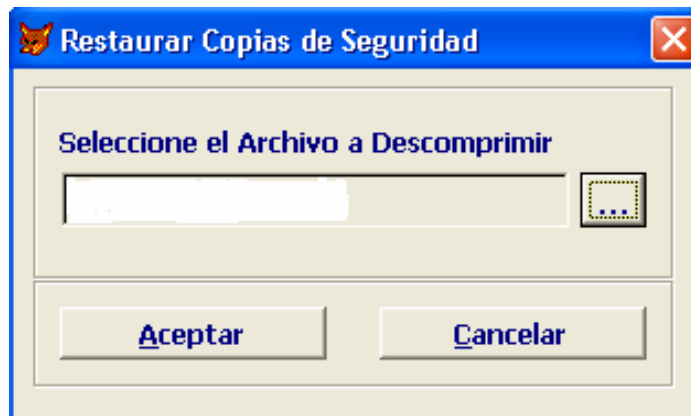 Restaurar Copias de Seguridad
Seleccione el Archivo a Descomprimir
...
Aceptar
Cancelar